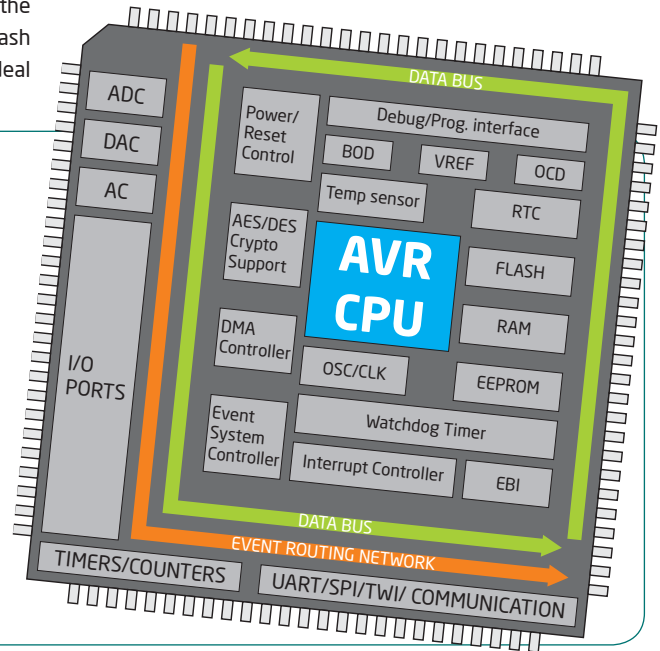 the
ash
deal
DATA BUS
ADC
DAC
AC
I/O
PORTS
Power/
Reset
Control
Debug/Prog. interface
BOD
VREF
OCD
Temp sensor
RTC
AES/DES
Crypto
Support
AVR
CPU
FLASH
RAM
DMA
Controller
OSC/CLK
EEPROM
Event
System
Controller
Watchdog Timer
Interrupt Controller
EBI
DATA BUS
EVENT ROUTING NETWORK
TIMERS/COUNTERS
UART/SPI/TWI/ COMMUNICATION